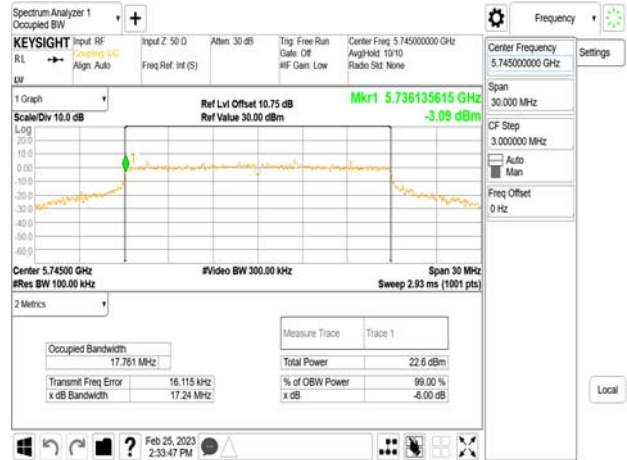 Spectrum Analyzer 1
Occupied BW
Frequency
KEYSIGHT
Input: RF
Coupling: DC
Align: Auto
Input Z: 50 Ω
Freq Ref: Int (S)
Atten: 30 dB
Trig: Free Run
Gate: Off
#IF Gain: Low
Center Freq: 5.745000000 GHz
Avg|Hold: 10/10
Radio Std: None
RL
Center Frequency
5.745000000 GHz
Settings
Span
30.000 MHz
CF Step
3.000000 MHz
Auto
Man
Freq Offset
0 Hz
Local
1 Graph
Ref Lvl Offset 10.75 dB
Mkr1 5.736135615 GHz
Scale/Div 10.0 dB
Ref Value 30.00 dBm
-3.09 dBm
Log
20.0
10.0
0.00
-10.0
-20.0
-30.0
-40.0
-50.0
-60.0
1
Center 5.74500 GHz
#Video BW 300.00 kHz
Span 30 MHz
#Res BW 100.00 kHz
Sweep 2.93 ms (1001 pts)
2 Metrics
Measure Trace
Trace 1
Occupied Bandwidth
17.761 MHz
Total Power
22.6 dBm
Transmit Freq Error
16.115 kHz
% of OBW Power
99.00 %
x dB Bandwidth
17.24 MHz
x dB
-6.00 dB
Feb 25, 2023
2:33:47 PM